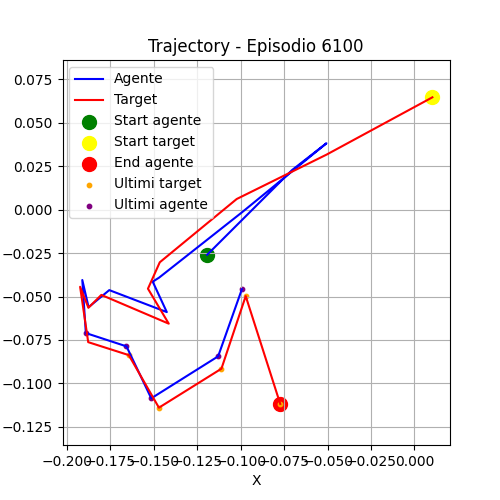 Trajectory - Episodio 6100
Agente
Target
Start agente
Start target
End agente
Ultimi target
Ultimi agente
0.075
0.050
0.025
0.000
−0.025
−0.050
−0.075
−0.100
−0.125
−0.200 −0.175 −0.150 −0.125 −0.100 −0.075 −0.050 −0.025 0.000
X